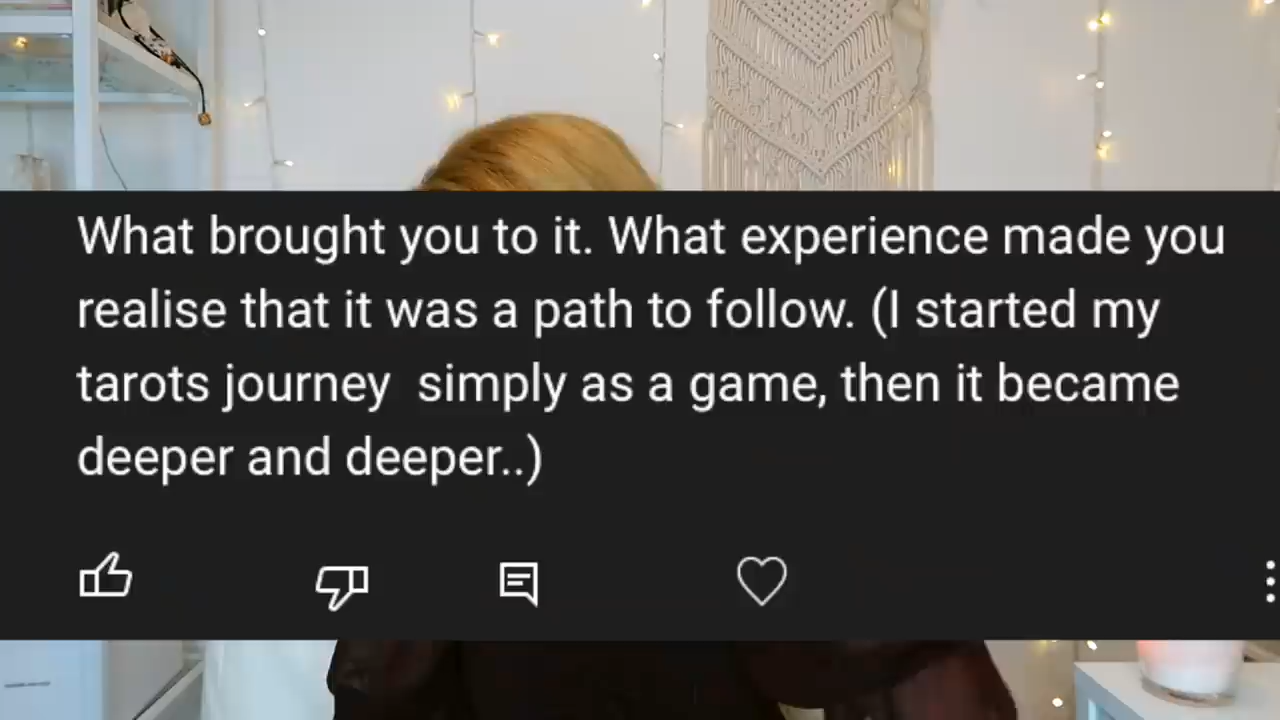 What brought you to it. What experience made you
realise that it was a path to follow. (I started my
tarots journey  simply as a game, then it became
deeper and deeper..)